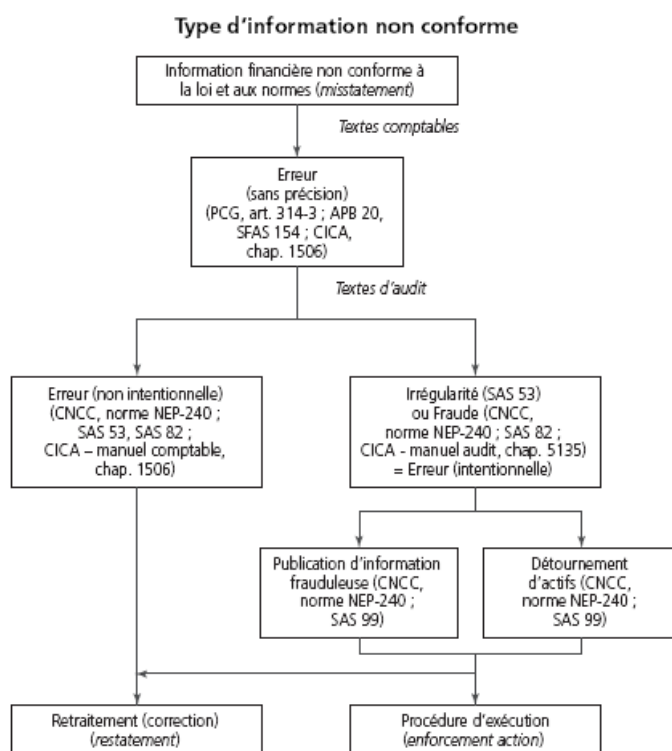 Type d'information non conforme
Information financière non conforme à
la loi et aux normes (misstatement)
Textes comptables
Erreur
(sans précision)
(PCG, art. 314-3 ; APB 20,
SFAS 154 ; CICA,
chap. 1506)
Textes d'audit
Erreur (non intentionnelle)
(CNCC, norme NEP-240 ;
SAS 53, SAS 82 ;
CICA – manuel comptable,
chap. 1506)
Irrégularité (SAS 53)
ou Fraude (CNCC,
norme NEP-240 ; SAS 82 ;
CICA - manuel audit, chap. 5135)
= Erreur (intentionnelle)
Publication d'information
frauduleuse (CNCC,
norme NEP-240 ;
SAS 99)
Détournement
d'actifs (CNCC,
norme NEP-240 ;
SAS 99)
Retraitement (correction)
(restatement)
Procédure d'exécution
(enforcement action)